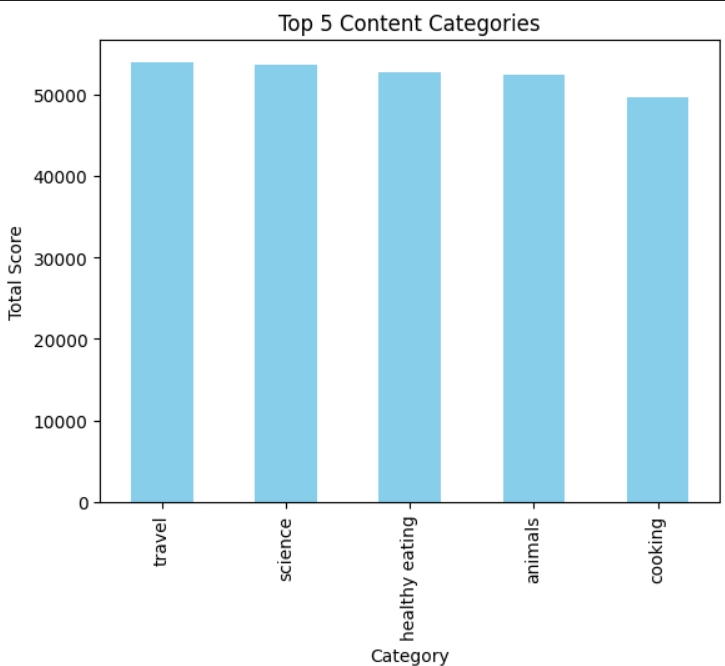 Top 5 Content Categories
Total Score
50000
40000
30000
20000
10000
0
travel
science
healthy eating
animals
cooking
Category